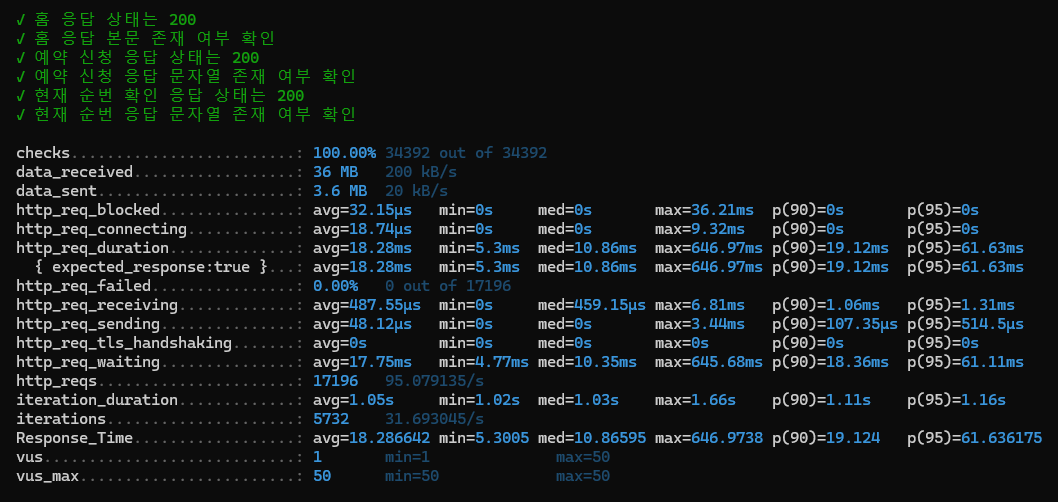 ✓ 홈 응답 상태는 200
✓ 홈 응답 본문 존재 여부 확인
✓ 예약 신청 응답 상태는 200
✓ 예약 신청 응답 문자열 존재 여부 확인
✓ 현재 순번 확인 응답 상태는 200
✓ 현재 순번 응답 문자열 존재 여부 확인
checks.........................: 100.00% 34392 out of 34392
data_received..................: 36 MB 200 kB/s
data_sent......................: 3.6 MB 20 kB/s
http_req_blocked...............: avg=32.15µs min=0s med=0s max=36.21ms p(90)=0s p(95)=0s
http_req_connecting............: avg=18.74µs min=0s med=0s max=9.32ms p(90)=0s p(95)=0s
http_req_duration..............: avg=18.28ms min=5.3ms med=10.86ms max=646.97ms p(90)=19.12ms p(95)=61.63ms
{ expected_response:true }...: avg=18.28ms min=5.3ms med=10.86ms max=646.97ms p(90)=19.12ms p(95)=61.63ms
http_req_failed................: 0.00% 0 out of 17196
http_req_receiving.............: avg=487.55µs min=0s med=459.15µs max=6.81ms p(90)=1.06ms p(95)=1.31ms
http_req_sending...............: avg=48.12µs min=0s med=0s max=3.44ms p(90)=107.35µs p(95)=514.5µs
http_req_tls_handshaking.......: avg=0s min=0s med=0s max=0s p(90)=0s p(95)=0s
http_req_waiting...............: avg=17.75ms min=4.77ms med=10.35ms max=645.68ms p(90)=18.36ms p(95)=61.11ms
http_reqs......................: 17196 95.079135/s
iteration_duration.............: avg=1.05s min=1.02s med=1.03s max=1.66s p(90)=1.11s p(95)=1.16s
iterations.....................: 5732 31.693045/s
Response_Time..................: avg=18.286642 min=5.3005 med=10.86595 max=646.9738 p(90)=19.124 p(95)=61.636175
vus............................: 1 min=1 max=50
vus_max........................: 50 min=50 max=50